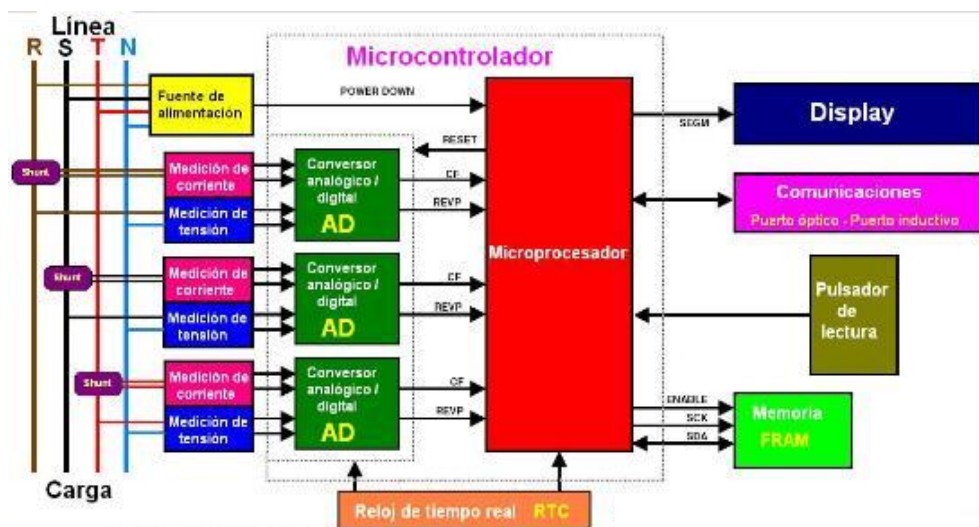 Línea
R S T N
Microcontrolador
Fuente de
alimentación
POWER DOWN
SEGM
Display
RESET
Shunt
Medición de
corriente
Medición de
tensión
Conversor
analógico /
digital
AD
CF
REVP
Microprocesador
Comunicaciones
Puerto óptico - Puerto inductivo
Shunt
Medición de
corriente
Medición de
tensión
Conversor
analógico /
digital
AD
CF
REVP
Pulsador
de
lectura
Shunt
Medición de
corriente
Medición de
tensión
Conversor
analógico /
digital
AD
CF
REVP
ENABLE
SCK
SDA
Memoria
FRAM
Carga
Reloj de tiempo real RTC